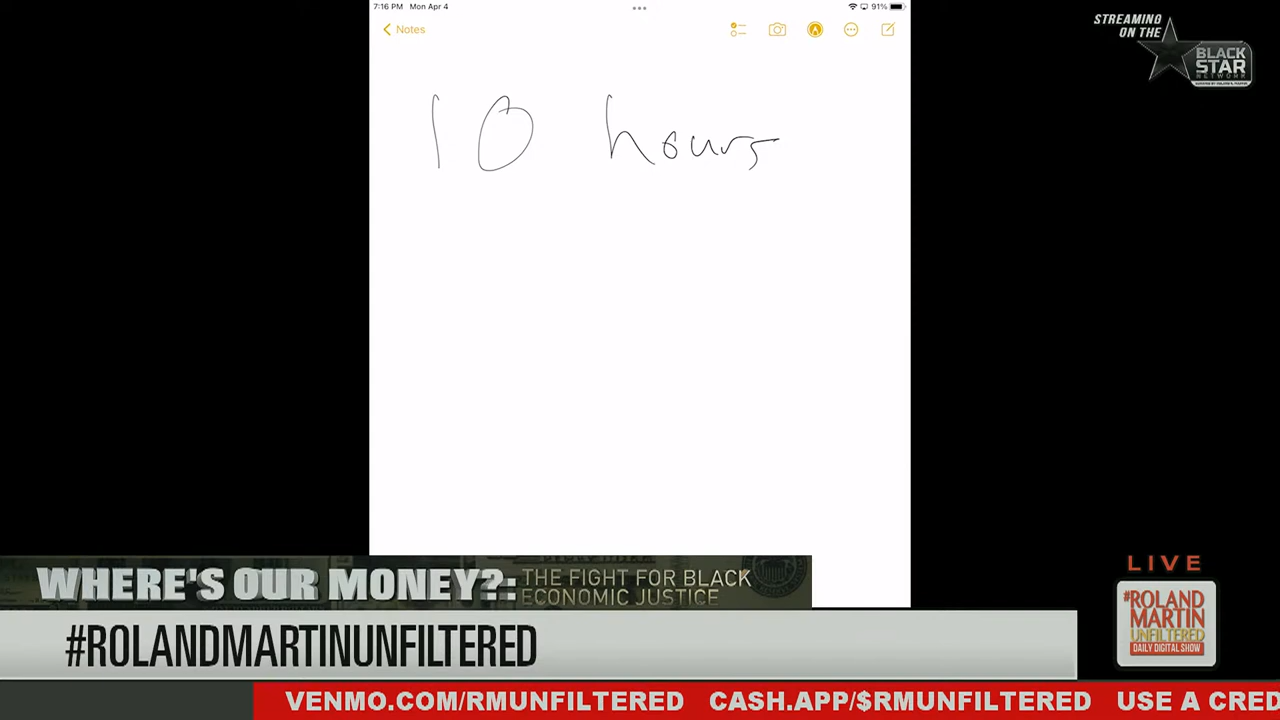 7:16 PM Mon Apr 4
91%
Notes
STREAMING
ON THE
BLACK
STAR
NETWORK
10 hours
WHERE'S OUR MONEY?:
THE FIGHT FOR BLACK
ECONOMIC JUSTICE
#ROLANDMARTINUNFILTERED
LIVE
#ROLAND
MARTIN
UNFILTERED
DAILY DIGITAL SHOW
VENMO.COM/RMUNFILTERED CASH.APP/$RMUNFILTERED USE A CRED